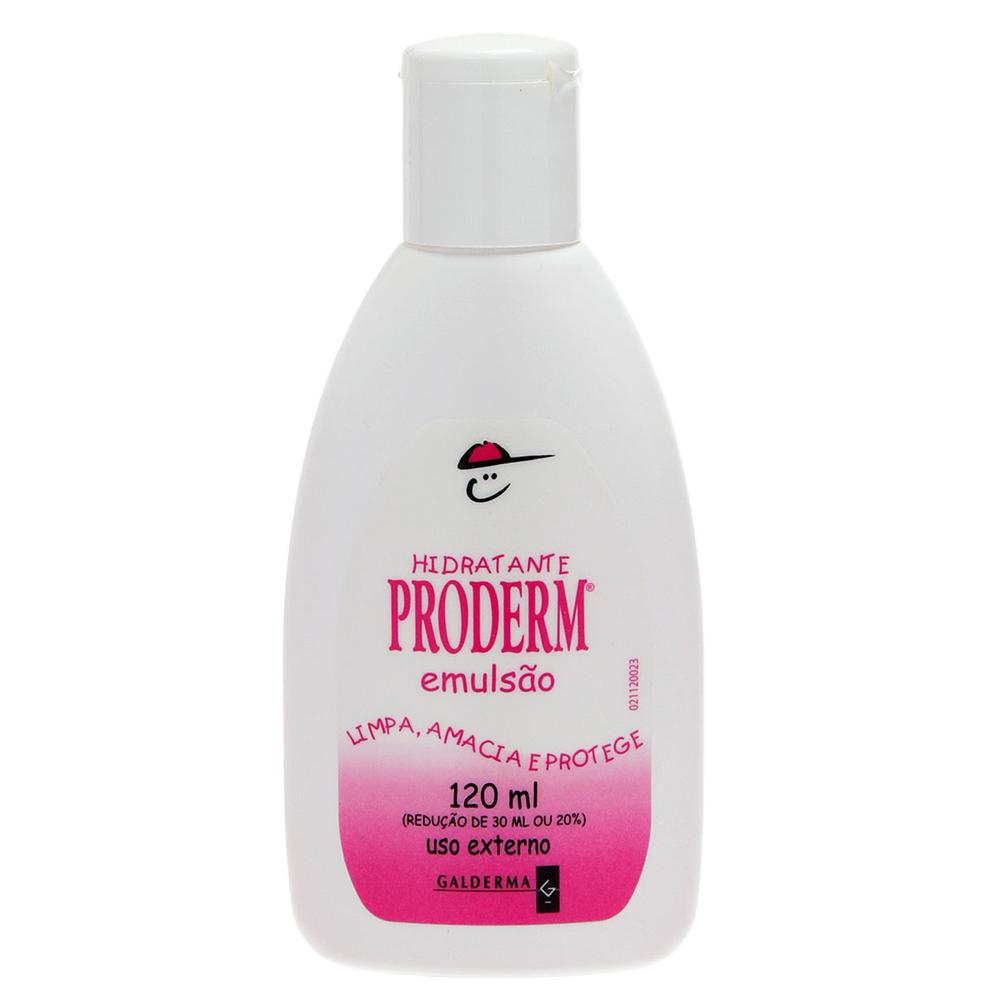 HIDRATANTE
PRODERM®
emulsão
021120023
LIMPA, AMACIA E PROTEGE
120 ml
(REDUÇÃO DE 30 ML OU 20%)
uso externo
GALDERMA G